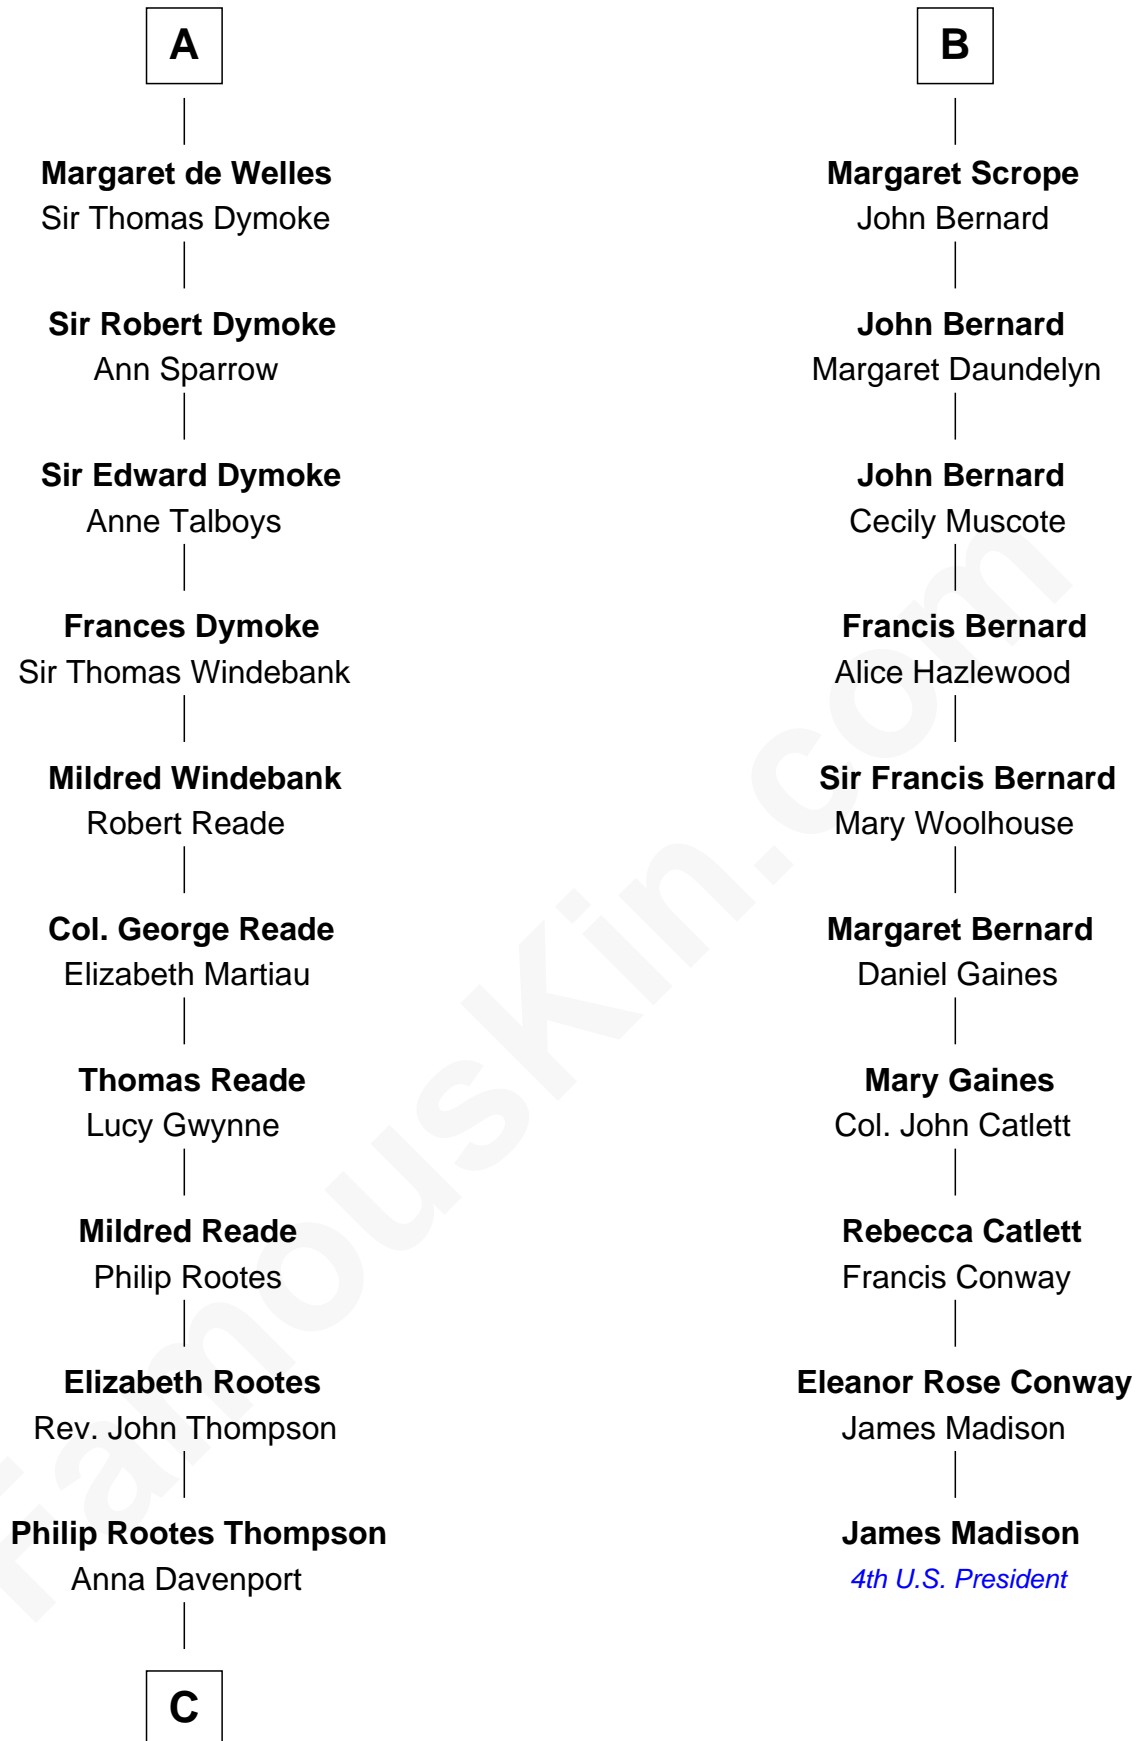 A
Margaret de Welles
Sir Thomas Dymoke
Sir Robert Dymoke
Ann Sparrow
Sir Edward Dymoke
Anne Talboys
Frances Dymoke
Sir Thomas Windebank
Mildred Windebank
Robert Reade
Col. George Reade
Elizabeth Martiau
Thomas Reade
Lucy Gwynne
Mildred Reade
Philip Rootes
Elizabeth Rootes
Rev. John Thompson
Philip Rootes Thompson
Anna Davenport
C
B
Margaret Scrope
John Bernard
John Bernard
Margaret Daundelyn
John Bernard
Cecily Muscote
Francis Bernard
Alice Hazlewood
Sir Francis Bernard
Mary Woolhouse
Margaret Bernard
Daniel Gaines
Mary Gaines
Col. John Catlett
Rebecca Catlett
Francis Conway
Eleanor Rose Conway
James Madison
James Madison
4th U.S. President
FamousKin.com